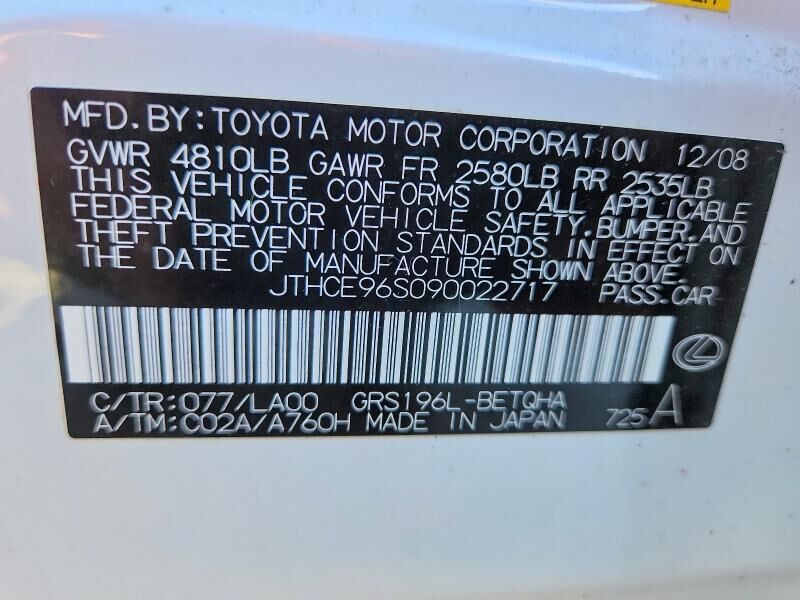 MFD. BY: TOYOTA MOTOR CORPORATION 12/08
GVWR 4810LB GAWR FR 2580LB RR 2535LB
THIS VEHICLE CONFORMS TO ALL APPLICABLE
FEDERAL MOTOR VEHICLE SAFETY, BUMPER, AND
THEFT PREVENTION STANDARDS IN EFFECT ON
THE DATE OF MANUFACTURE SHOWN ABOVE.
JTHCE96S090022717 PASS. CAR
C/TR: 077/LA00 GRS196L-BETQHA
A/TM: C02A/A760H MADE IN JAPAN 725 A